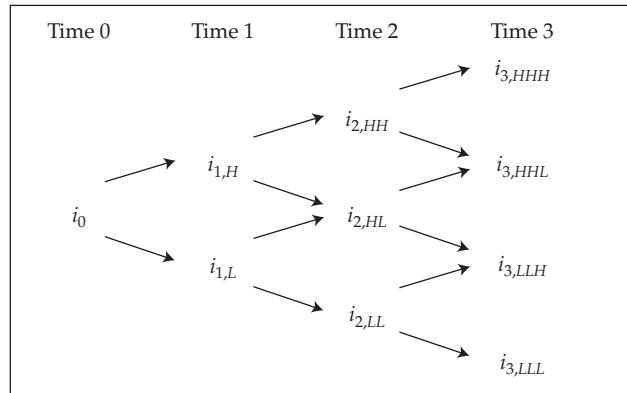 Time 0 Time 1 Time 2 Time 3
i3,HHH
i2,HH
i1,H i3,HHL
i0 i2,HL
i1,L i3,LLH
i2,LL
i3,LLL